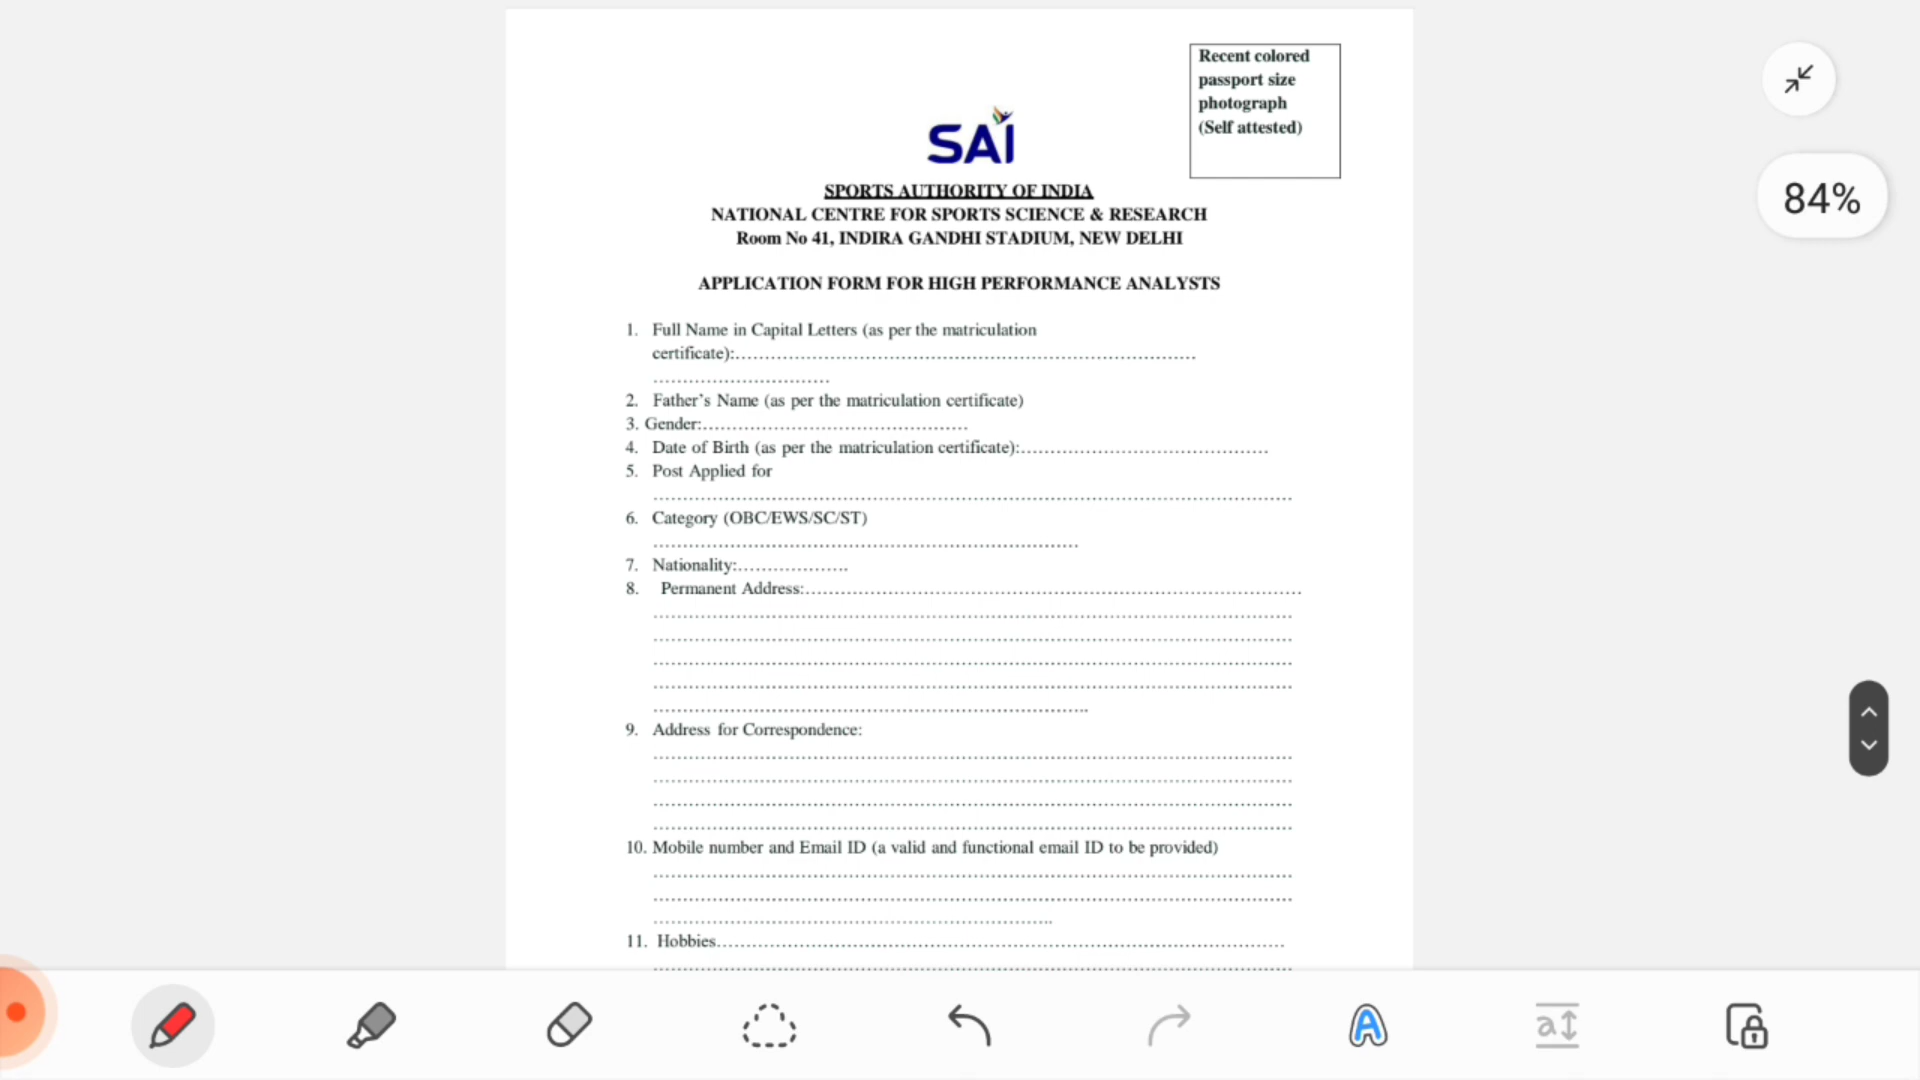 Recent colored
passport size
photograph
(Self attested)
SAI
SPORTS AUTHORITY OF INDIA
NATIONAL CENTRE FOR SPORTS SCIENCE & RESEARCH
Room No 41, INDIRA GANDHI STADIUM, NEW DELHI
APPLICATION FORM FOR HIGH PERFORMANCE ANALYSTS
1. Full Name in Capital Letters (as per the matriculation
certificate):..............................................................................
..............................
2. Father's Name (as per the matriculation certificate)
3. Gender:.............................................
4. Date of Birth (as per the matriculation certificate):..........................................
5. Post Applied for
............................................................................................................
6. Category (OBC/EWS/SC/ST)
........................................................................
7. Nationality:...................
8. Permanent Address:....................................................................................
............................................................................................................
............................................................................................................
............................................................................................................
............................................................................................................
..........................................................................
9. Address for Correspondence:
............................................................................................................
............................................................................................................
............................................................................................................
............................................................................................................
10. Mobile number and Email ID (a valid and functional email ID to be provided)
............................................................................................................
............................................................................................................
....................................................................
11. Hobbies................................................................................................
............................................................................................................
84%
A
a